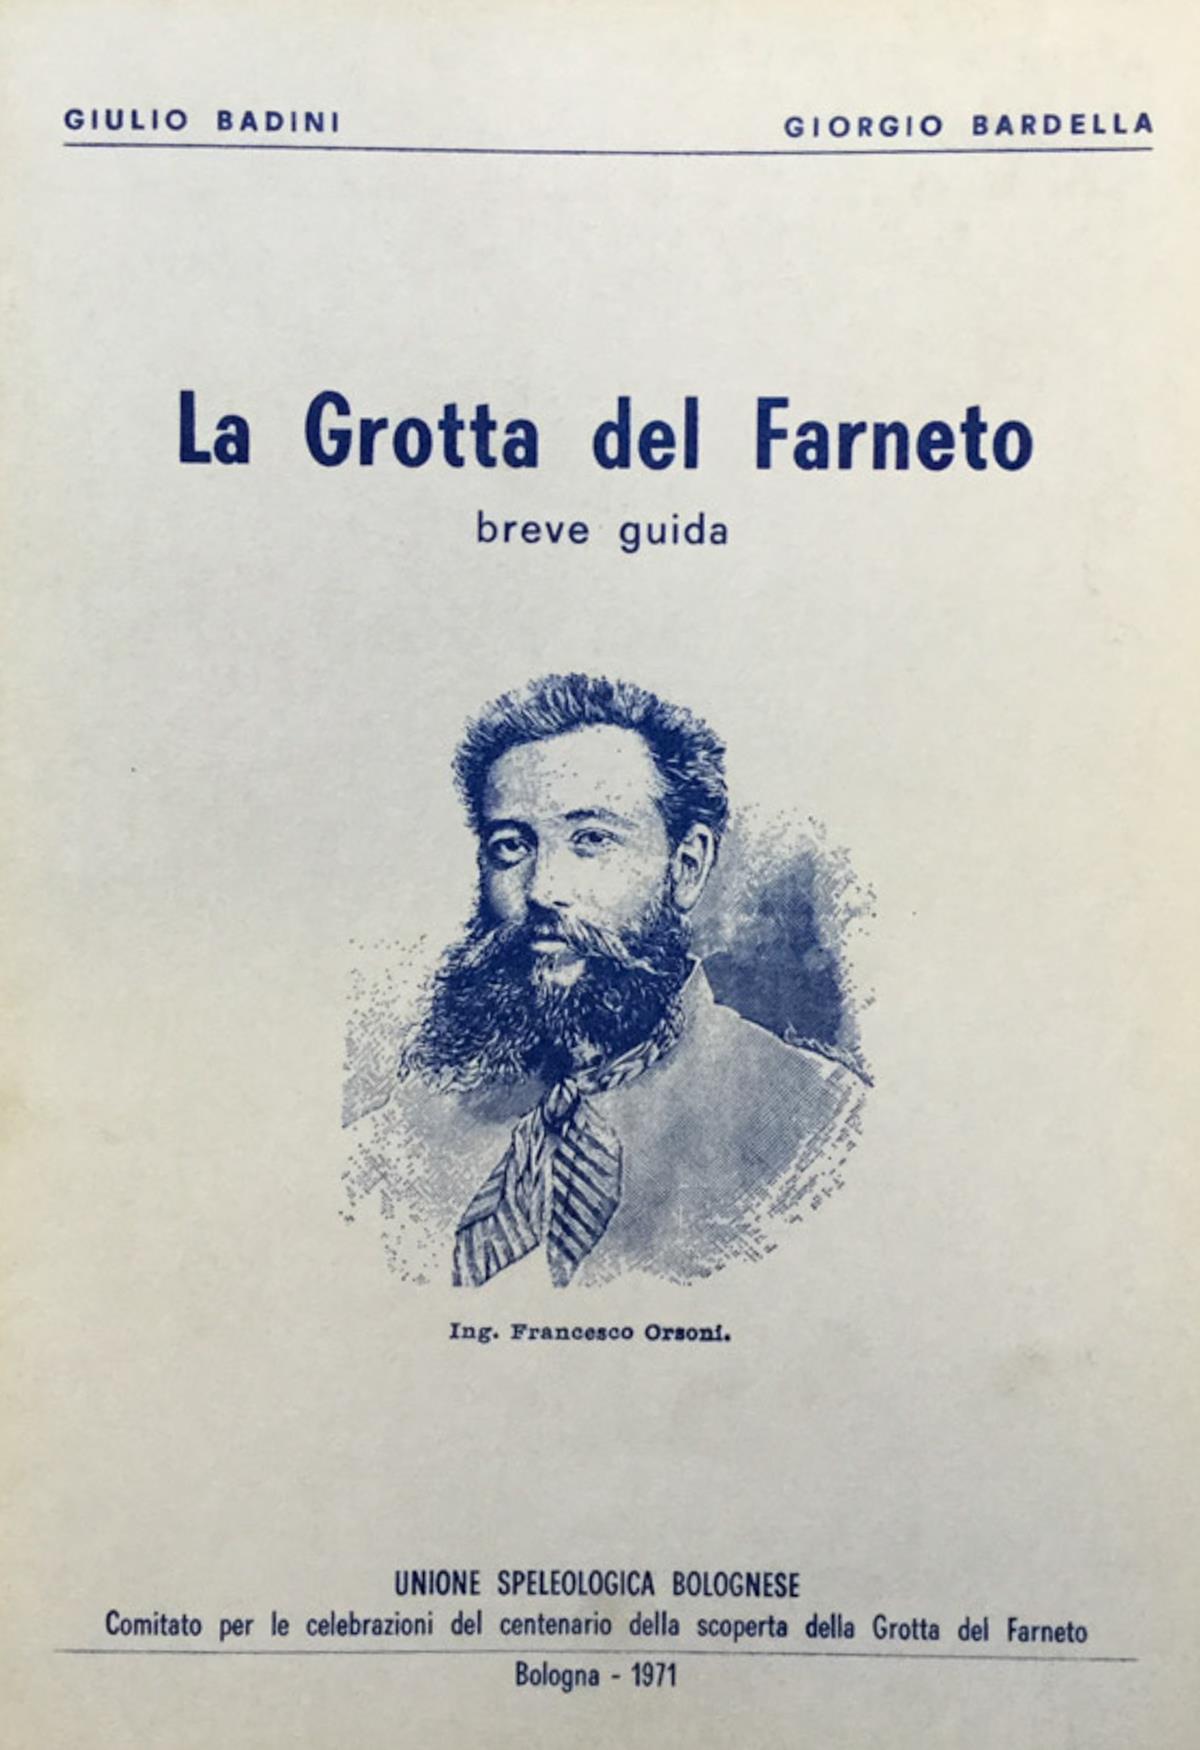 GIULIO BADINI GIORGIO BARDELLA
La Grotta del Farneto
breve guida
Ing. Francesco Orsoni.
UNIONE SPELEOLOGICA BOLOGNESE
Comitato per le celebrazioni del centenario della scoperta della Grotta del Farneto
Bologna - 1971